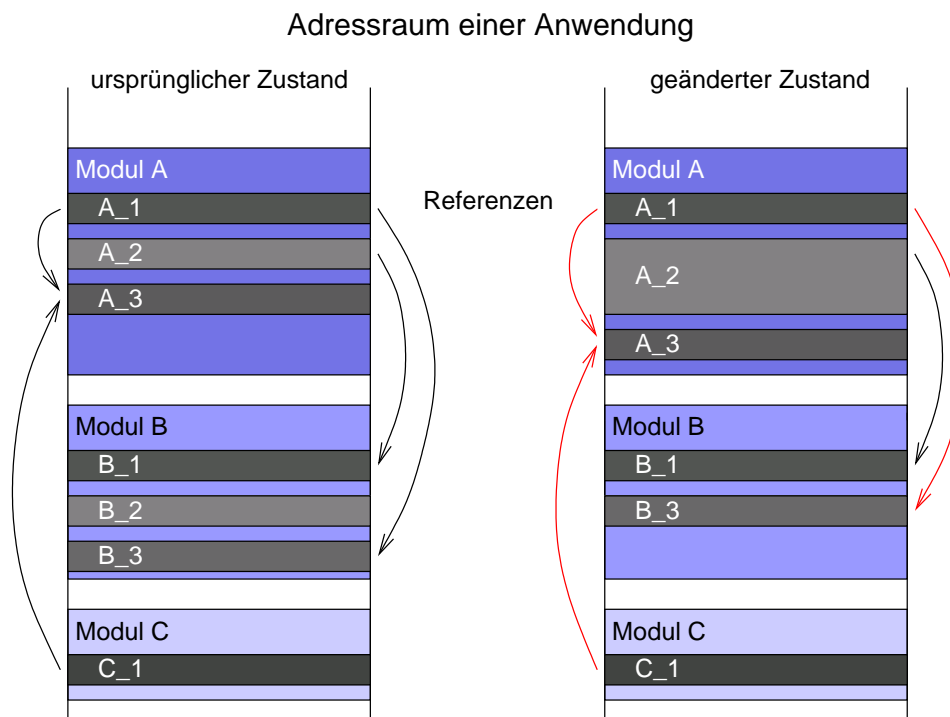 Adressraum einer Anwendung
ursprünglicher Zustand
geänderter Zustand
Modul A
A_1
A_2
A_3
Modul B
B_1
B_2
B_3
Modul C
C_1
Referenzen
Modul A
A_1
A_2
A_3
Modul B
B_1
B_3
Modul C
C_1